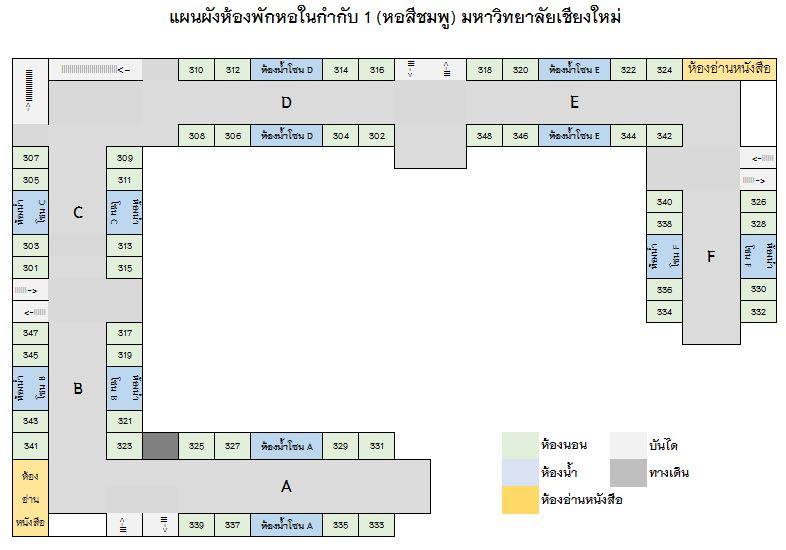 แผนผังห้องพักหอในกำกับ 1 (หอสีชมพู) มหาวิทยาลัยเชียงใหม่
<- 310 312 ห้องน้ำโซน D 314 316 318 320 ห้องน้ำโซน E 322 324 ห้องอ่านหนังสือ
D E
308 306 ห้องน้ำโซน D 304 302 348 346 ห้องน้ำโซน E 344 342
307 309 <-
305 311 ->
ห้องน้ำ โซน C C ห้องน้ำ โซน C
340 326
338 328
303 313 ห้องน้ำ โซน F F ห้องน้ำ โซน F
301 315
-> 336 330
<- 334 332
347 317
345 319
ห้องน้ำ โซน B B ห้องน้ำ โซน B
343 321
341 323 325 327 ห้องน้ำโซน A 329 331
ห้องนอน บันได
ห้องน้ำ ทางเดิน
ห้องอ่านหนังสือ
ห้อง
อ่าน
หนังสือ
A
339 337 ห้องน้ำโซน A 335 333